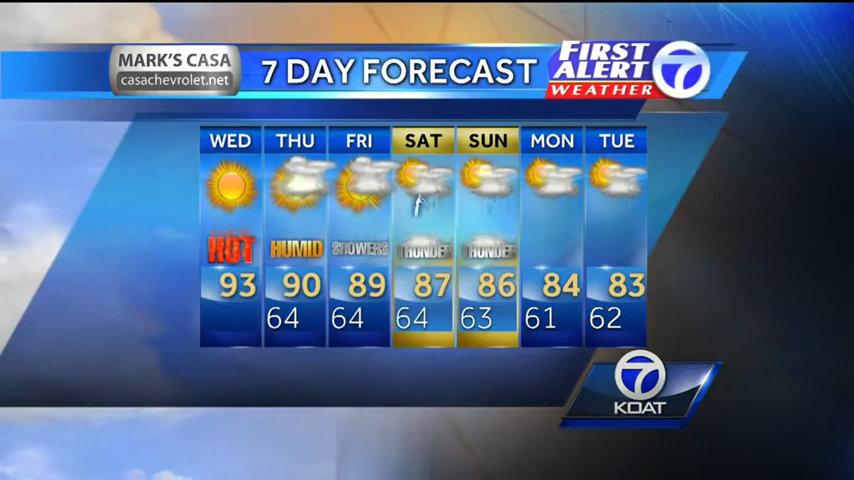 MARK'S CASA
casachevrolet.net
7 DAY FORECAST
FIRST
ALERT
WEATHER
7
WED THU FRI SAT SUN MON TUE
HOT HUMID SHOWERS THUNDER THUNDER
93 90 89 87 86 84 83
64 64 64 63 61 62
7
KOAT